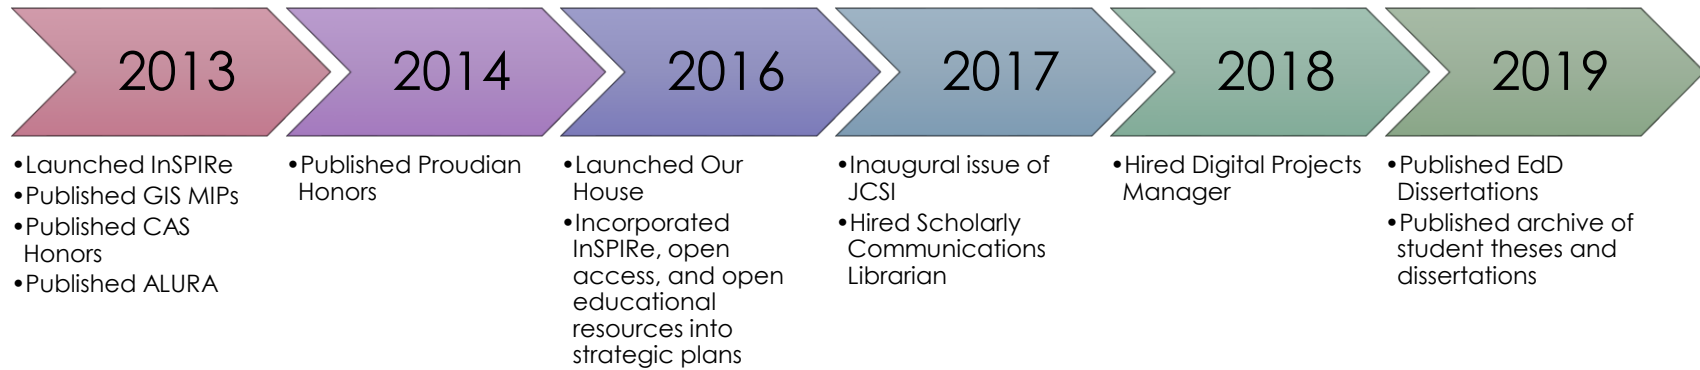 2013
2014
2016
2017
2018
2019
•Launched InSPIRe
•Published GIS MIPs
•Published CAS
Honors
•Published ALURA
•Published Proudian
Honors
•Launched Our
House
•Incorporated
InSPIRe, open
access, and open
educational
resources into
strategic plans
•Inaugural issue of
JCSI
•Hired Scholarly
Communications
Librarian
•Hired Digital Projects
Manager
•Published EdD
Dissertations
•Published archive of
student theses and
dissertations